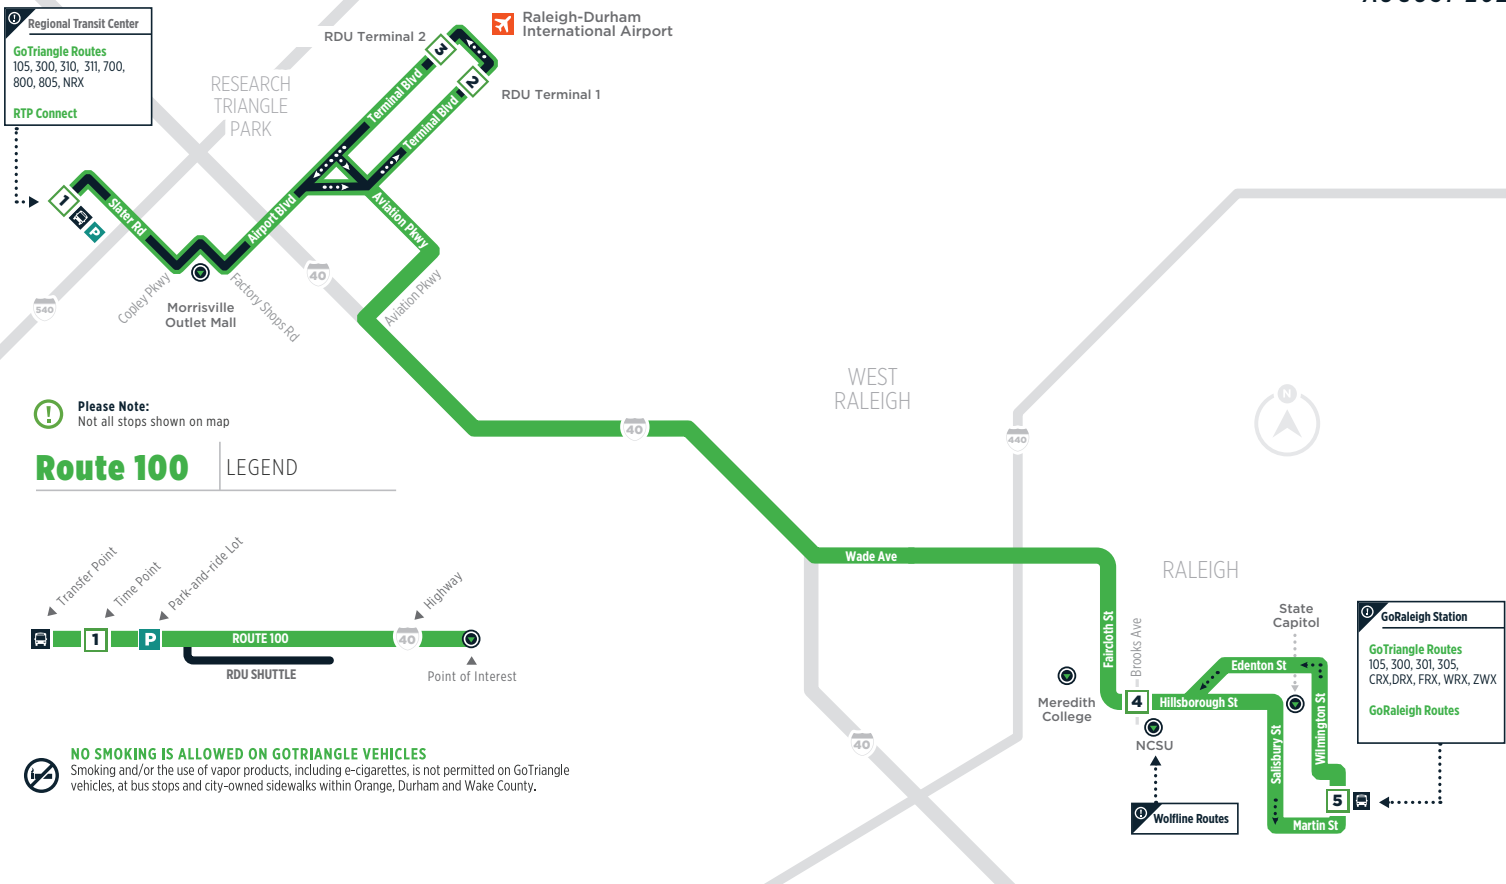 Regional Transit Center
GoTriangle Routes
105, 300, 310, 311, 700,
800, 805, NRX
RTP Connect
RESEARCH
TRIANGLE
PARK
RDU Terminal 2
Raleigh-Durham
International Airport
RDU Terminal 1
3
2
Terminal Blvd
Terminal Blvd
1
P
Slater Rd
Airport Blvd
Aviation Pkwy
Aviation Pkwy
Copley Pkwy
Factory Shops Rd
Morrisville
Outlet Mall
540
40
Please Note:
Not all stops shown on map
Route 100
LEGEND
WEST
RALEIGH
40
440
N
Wade Ave
RALEIGH
Transfer Point
Time Point
Park-and-ride Lot
Highway
1
P
ROUTE 100
40
RDU SHUTTLE
Point of Interest
Faircloth St
Brooks Ave
State
Capitol
Edenton St
Meredith
College
4
Hillsborough St
NCSU
Salisbury St
Wilmington St
5
Martin St
40
Wolfline Routes
GoRaleigh Station
GoTriangle Routes
105, 300, 301, 305,
CRX,DRX, FRX, WRX, ZWX
GoRaleigh Routes
NO SMOKING IS ALLOWED ON GOTRIANGLE VEHICLES
Smoking and/or the use of vapor products, including e-cigarettes, is not permitted on GoTriangle
vehicles, at bus stops and city-owned sidewalks within Orange, Durham and Wake County.